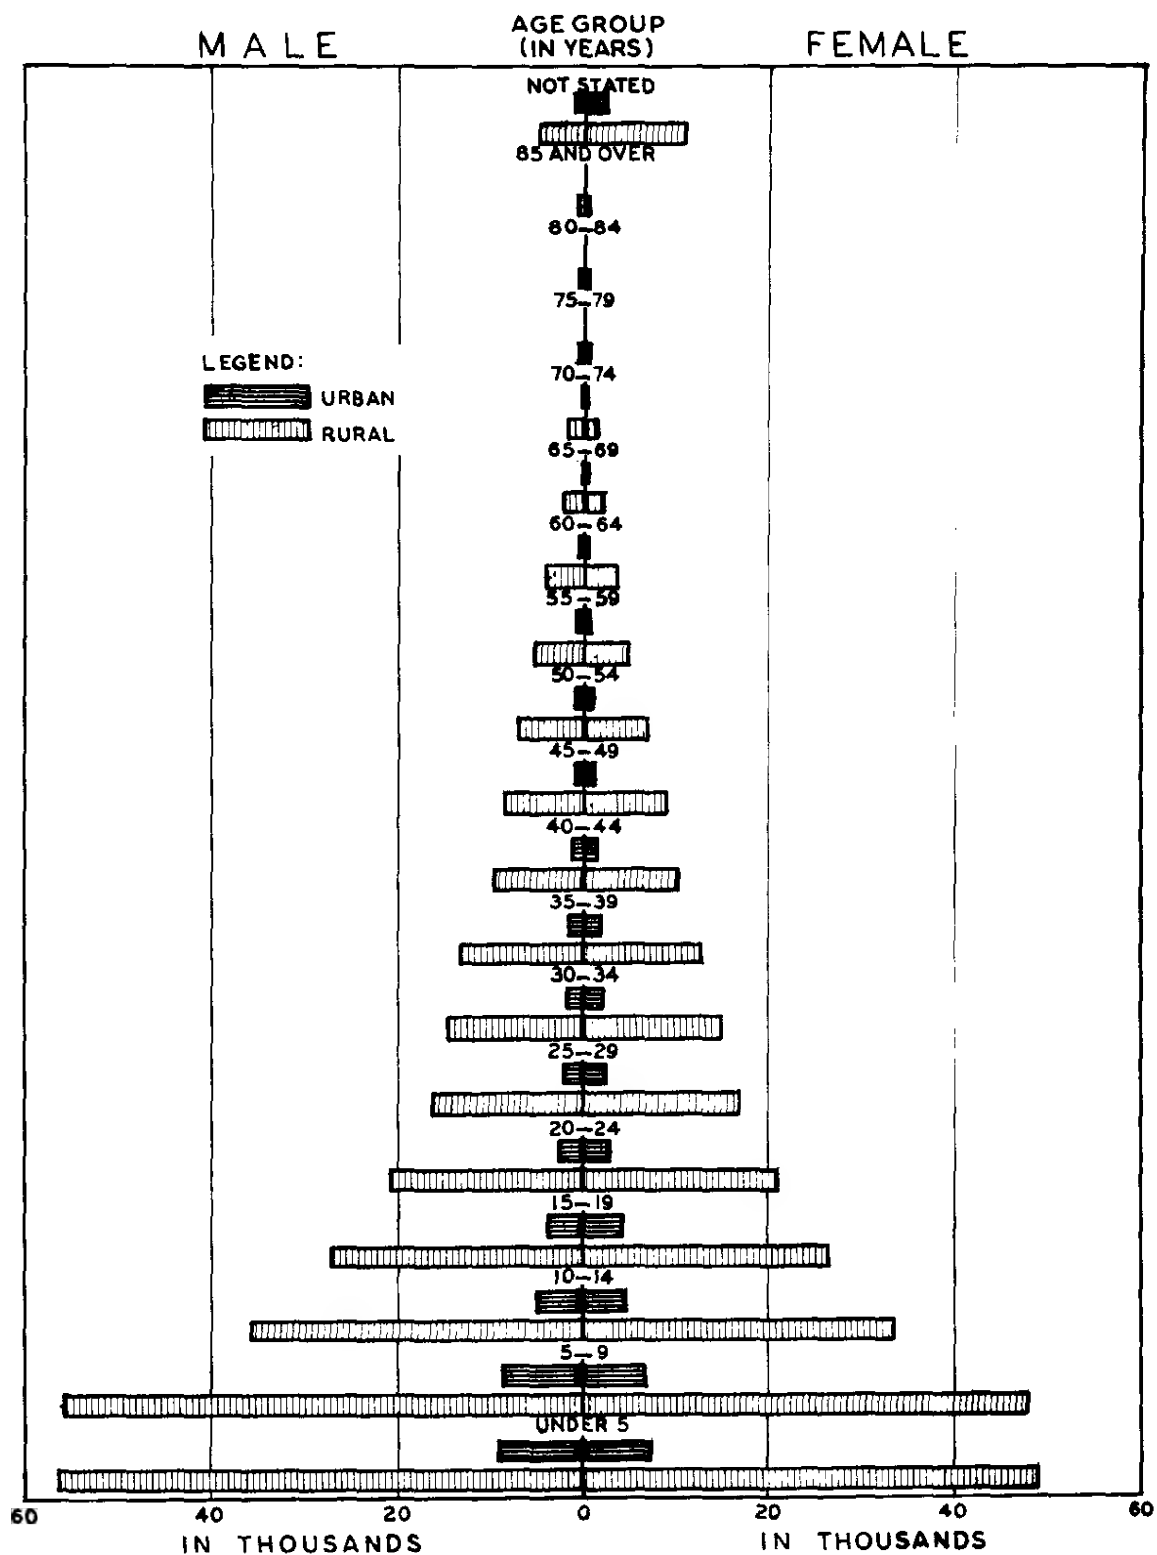 MALE
AGE GROUP
(IN YEARS)
FEMALE
NOT STATED
85 AND OVER
80-84
75-79
70-74
LEGEND:
URBAN
RURAL
65-69
60-64
55-59
50-54
45-49
40-44
35-39
30-34
25-29
20-24
15-19
10-14
5-9
UNDER 5
60 40 20 0 20 40 60
IN THOUSANDS IN THOUSANDS